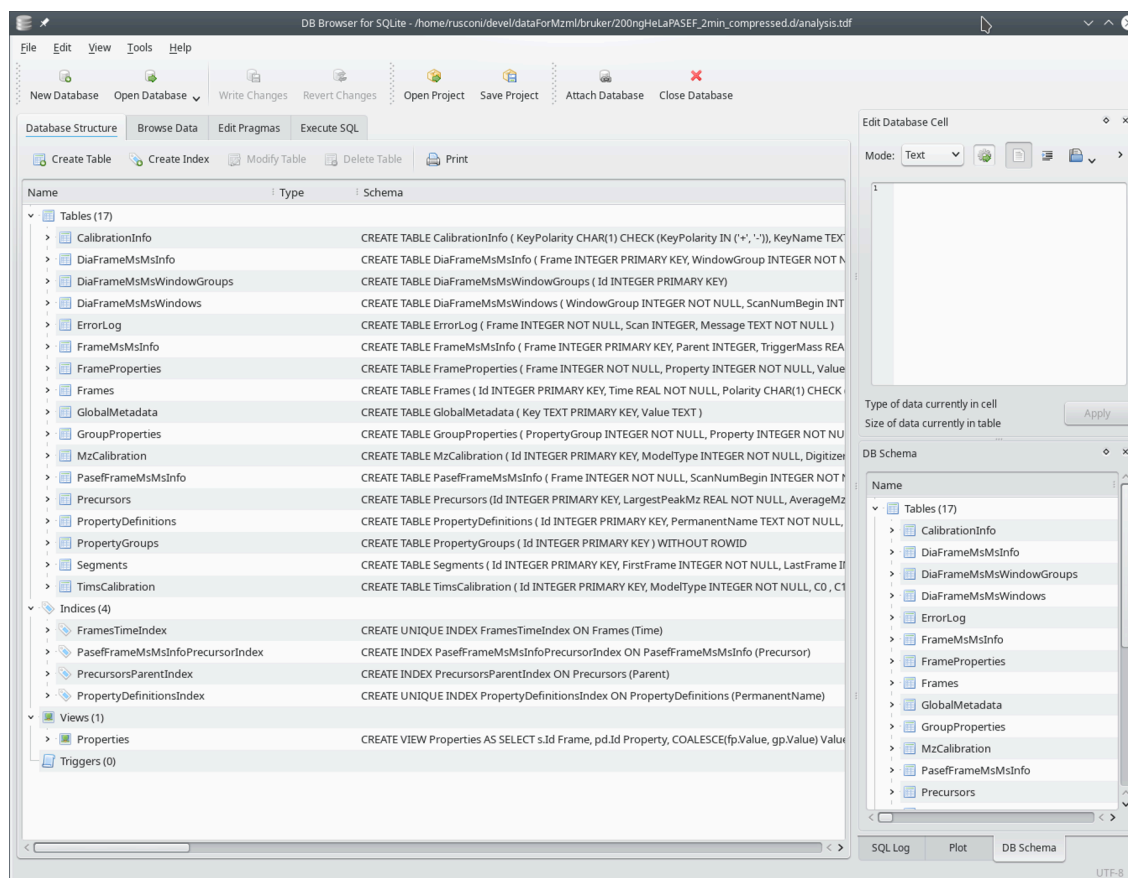 DB Browser for SQLite - /home/rusconi/devel/dataForMzml/bruker/200ngHeLaPASEF_2min_compressed.d/analysis.tdf
File Edit View Tools Help
New Database Open Database Write Changes Revert Changes Open Project Save Project Attach Database Close Database
Database Structure Browse Data Edit Pragmas Execute SQL
Create Table Create Index Modify Table Delete Table Print
Name Type Schema
Tables (17)
CalibrationInfo CREATE TABLE CalibrationInfo ( KeyPolarity CHAR(1) CHECK (KeyPolarity IN ('+', '-')), KeyName TEX
DiaFrameMsMsInfo CREATE TABLE DiaFrameMsMsInfo ( Frame INTEGER PRIMARY KEY, WindowGroup INTEGER NOT N
DiaFrameMsMsWindowGroups CREATE TABLE DiaFrameMsMsWindowGroups ( Id INTEGER PRIMARY KEY)
DiaFrameMsMsWindows CREATE TABLE DiaFrameMsMsWindows ( WindowGroup INTEGER NOT NULL, ScanNumBegin INT
ErrorLog CREATE TABLE ErrorLog ( Frame INTEGER NOT NULL, Scan INTEGER, Message TEXT NOT NULL )
FrameMsMsInfo CREATE TABLE FrameMsMsInfo ( Frame INTEGER PRIMARY KEY, Parent INTEGER, TriggerMass REA
FrameProperties CREATE TABLE FrameProperties ( Frame INTEGER NOT NULL, Property INTEGER NOT NULL, Value
Frames CREATE TABLE Frames ( Id INTEGER PRIMARY KEY, Time REAL NOT NULL, Polarity CHAR(1) CHECK
GlobalMetadata CREATE TABLE GlobalMetadata ( Key TEXT PRIMARY KEY, Value TEXT )
GroupProperties CREATE TABLE GroupProperties ( PropertyGroup INTEGER NOT NULL, Property INTEGER NOT NU
MzCalibration CREATE TABLE MzCalibration ( Id INTEGER PRIMARY KEY, ModelType INTEGER NOT NULL, Digitizer
PasefFrameMsMsInfo CREATE TABLE PasefFrameMsMsInfo ( Frame INTEGER NOT NULL, ScanNumBegin INTEGER NOT
Precursors CREATE TABLE Precursors (Id INTEGER PRIMARY KEY, LargestPeakMz REAL NOT NULL, AverageMz
PropertyDefinitions CREATE TABLE PropertyDefinitions ( Id INTEGER PRIMARY KEY, PermanentName TEXT NOT NULL,
PropertyGroups CREATE TABLE PropertyGroups ( Id INTEGER PRIMARY KEY ) WITHOUT ROWID
Segments CREATE TABLE Segments ( Id INTEGER PRIMARY KEY, FirstFrame INTEGER NOT NULL, LastFrame
TimsCalibration CREATE TABLE TimsCalibration ( Id INTEGER PRIMARY KEY, ModelType INTEGER NOT NULL, C0 , C1
Indices (4)
FramesTimeIndex CREATE UNIQUE INDEX FramesTimeIndex ON Frames (Time)
PasefFrameMsMsInfoPrecursorIndex CREATE INDEX PasefFrameMsMsInfoPrecursorIndex ON PasefFrameMsMsInfo (Precursor)
PrecursorsParentIndex CREATE INDEX PrecursorsParentIndex ON Precursors (Parent)
PropertyDefinitionsIndex CREATE UNIQUE INDEX PropertyDefinitionsIndex ON PropertyDefinitions (PermanentName)
Views (1)
Properties CREATE VIEW Properties AS SELECT s.Id Frame, pd.Id Property, COALESCE(fp.Value, gp.Value) Value
Triggers (0)
Edit Database Cell
Mode: Text
1
Type of data currently in cell
Size of data currently in table
Apply
DB Schema
Name
Tables (17)
CalibrationInfo
DiaFrameMsMsInfo
DiaFrameMsMsWindowGroups
DiaFrameMsMsWindows
ErrorLog
FrameMsMsInfo
FrameProperties
Frames
GlobalMetadata
GroupProperties
MzCalibration
PasefFrameMsMsInfo
Precursors
SQL Log Plot DB Schema
UTF-8